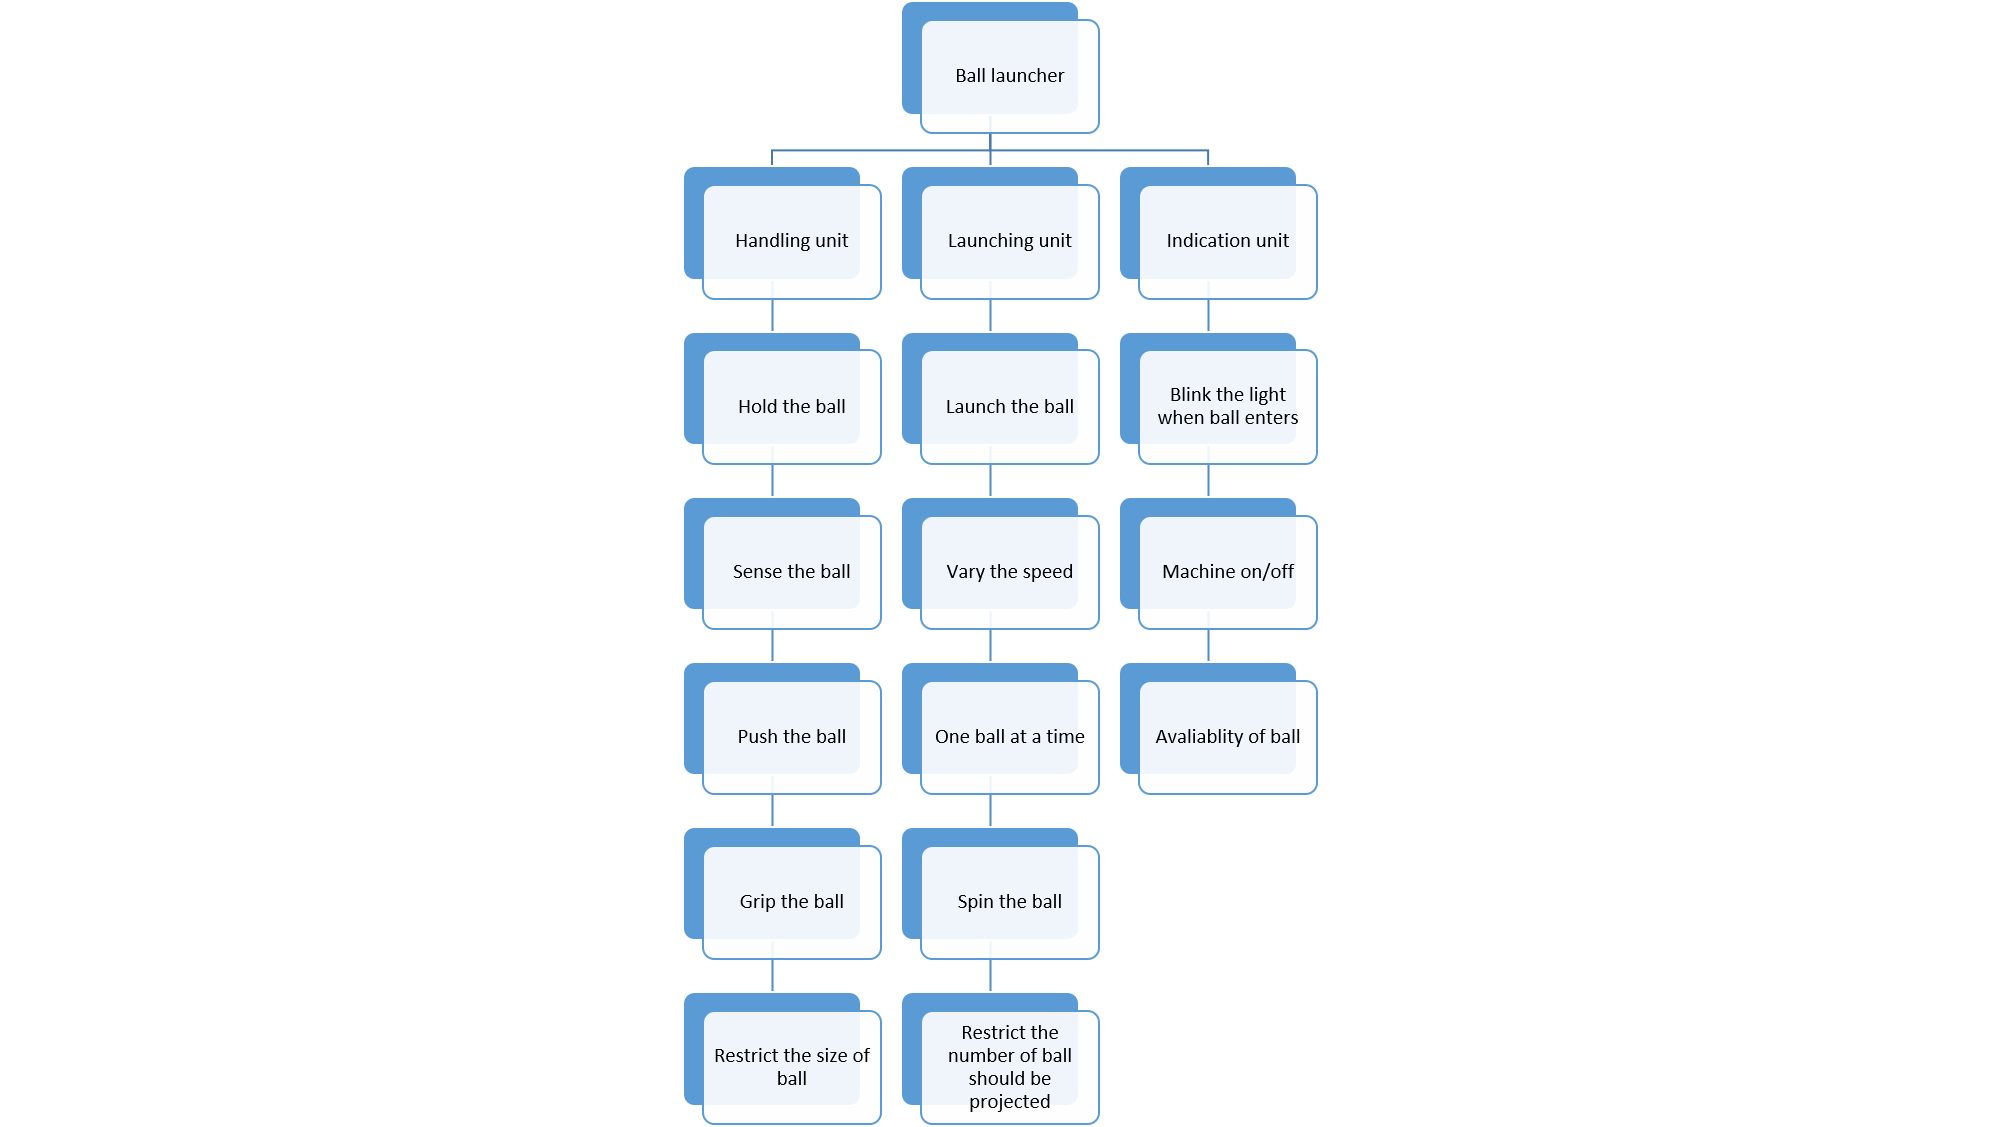 Ball launcher
Handling unit
Launching unit
Indication unit
Hold the ball
Launch the ball
Blink the light
when ball enters
Sense the ball
Vary the speed
Machine on/off
Push the ball
One ball at a time
Avaliablity of ball
Grip the ball
Spin the ball
Restrict the size of
ball
Restrict the
number of ball
should be
projected